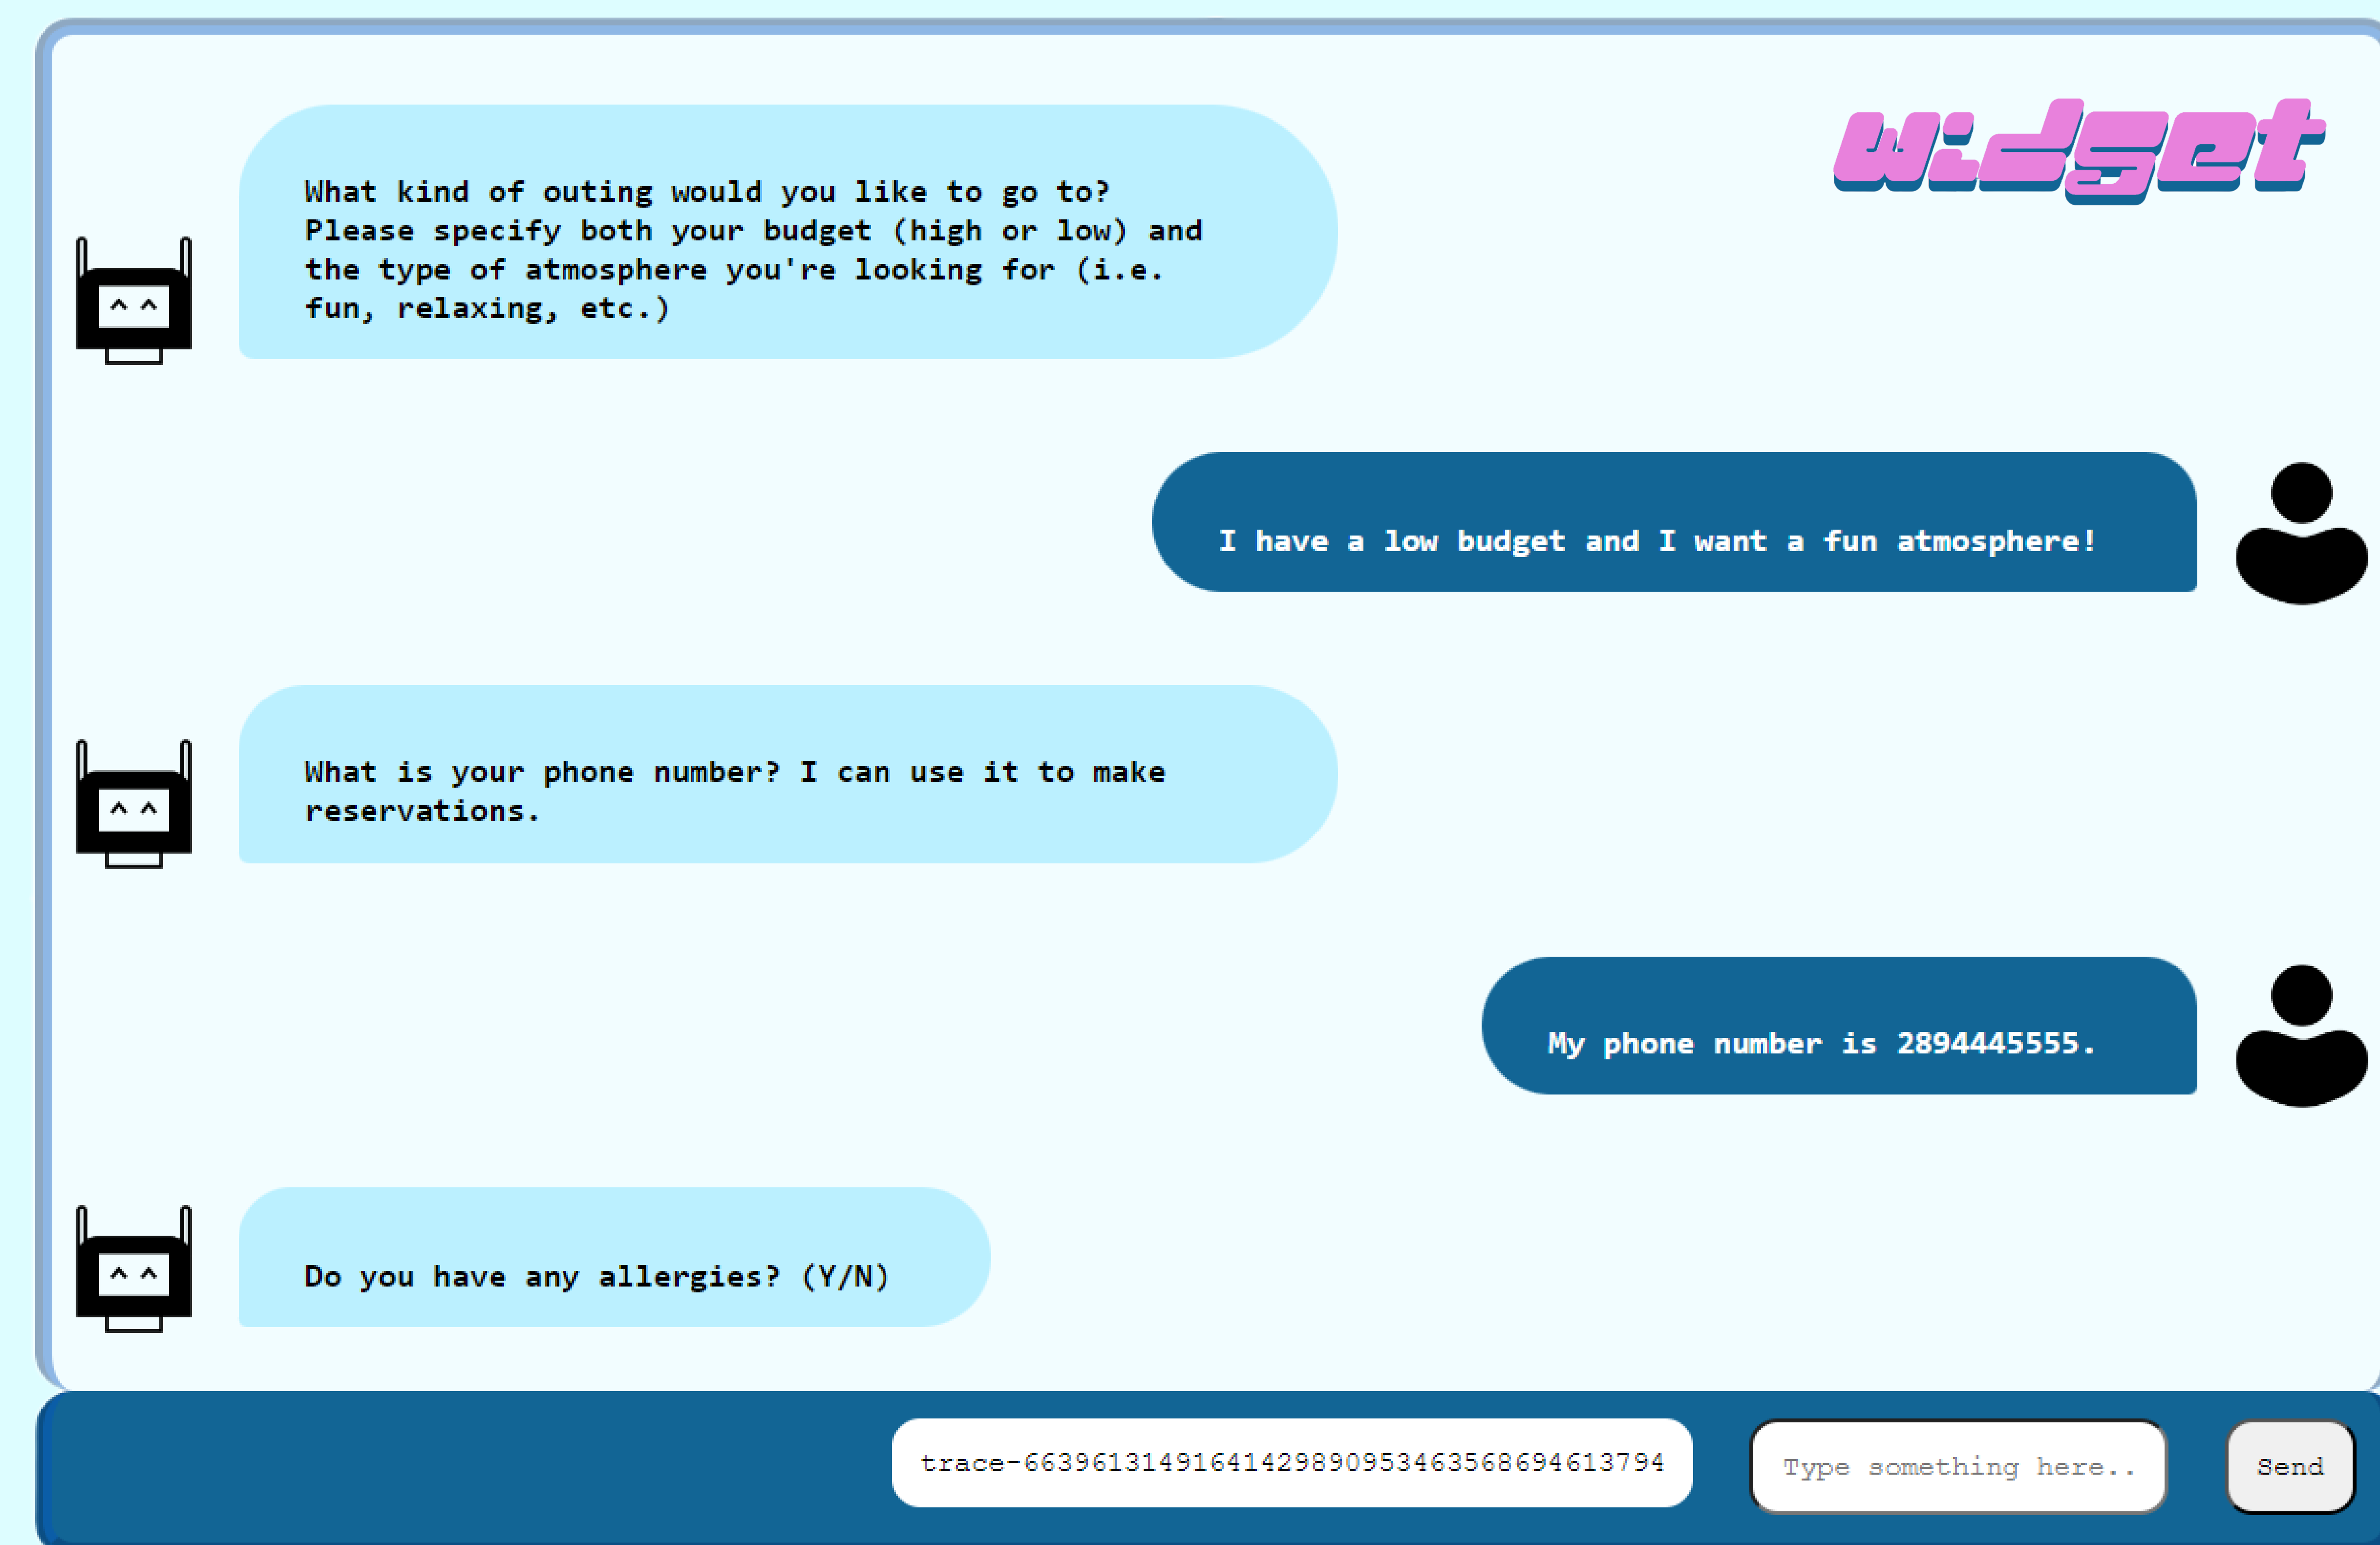 widget
What kind of outing would you like to go to?
Please specify both your budget (high or low) and
the type of atmosphere you're looking for (i.e.
fun, relaxing, etc.)
I have a low budget and I want a fun atmosphere!
What is your phone number? I can use it to make
reservations.
My phone number is 2894445555.
Do you have any allergies? (Y/N)
trace-66396131491641429890953463568694613794
Type something here..
Send